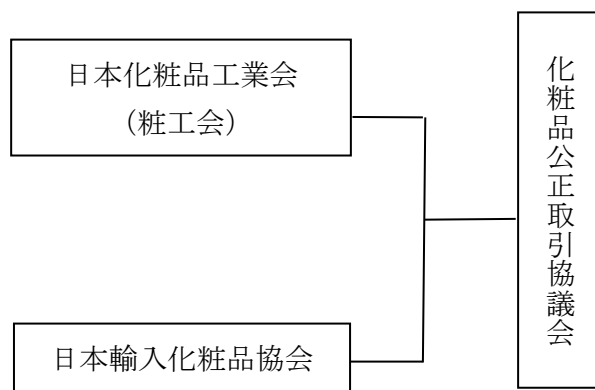 日本化粧品工業会
（粧工会）
日本輸入化粧品協会
化粧品公正取引協議会